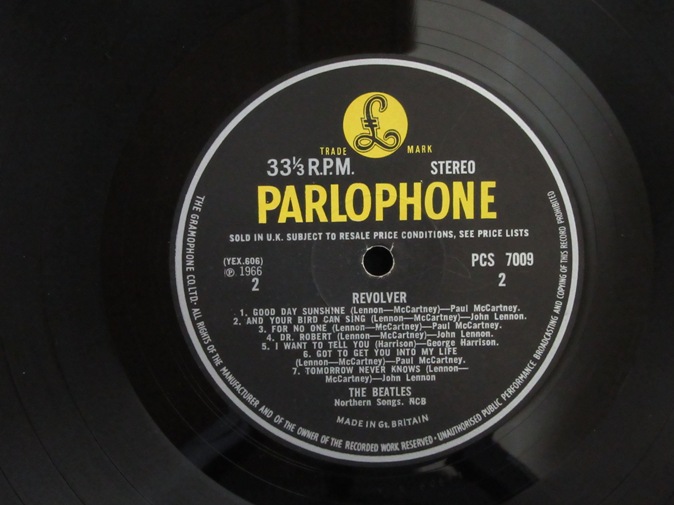 £
TRADE MARK
33⅓ R.P.M. STEREO
PARLOPHONE
SOLD IN U.K. SUBJECT TO RESALE PRICE CONDITIONS, SEE PRICE LISTS
(YEX.606) PCS 7009
℗ 1966
2 2
REVOLVER
1. GOOD DAY SUNSHINE (Lennon—McCartney)—Paul McCartney.
2. AND YOUR BIRD CAN SING (Lennon—McCartney)—John Lennon.
3. FOR NO ONE (Lennon—McCartney)—Paul McCartney.
4. DR. ROBERT (Lennon—McCartney)—John Lennon.
5. I WANT TO TELL YOU (Harrison)—George Harrison.
6. GOT TO GET YOU INTO MY LIFE
(Lennon—McCartney)—Paul McCartney.
7. TOMORROW NEVER KNOWS (Lennon—
McCartney)—John Lennon
THE BEATLES
Northern Songs, NCB
MADE IN Gt. BRITAIN
THE GRAMOPHONE CO. LTD. ALL RIGHTS OF THE MANUFACTURER AND OF THE OWNER OF THE RECORDED WORK RESERVED · UNAUTHORISED PUBLIC PERFORMANCE BROADCASTING AND COPYING OF THIS RECORD PROHIBITED